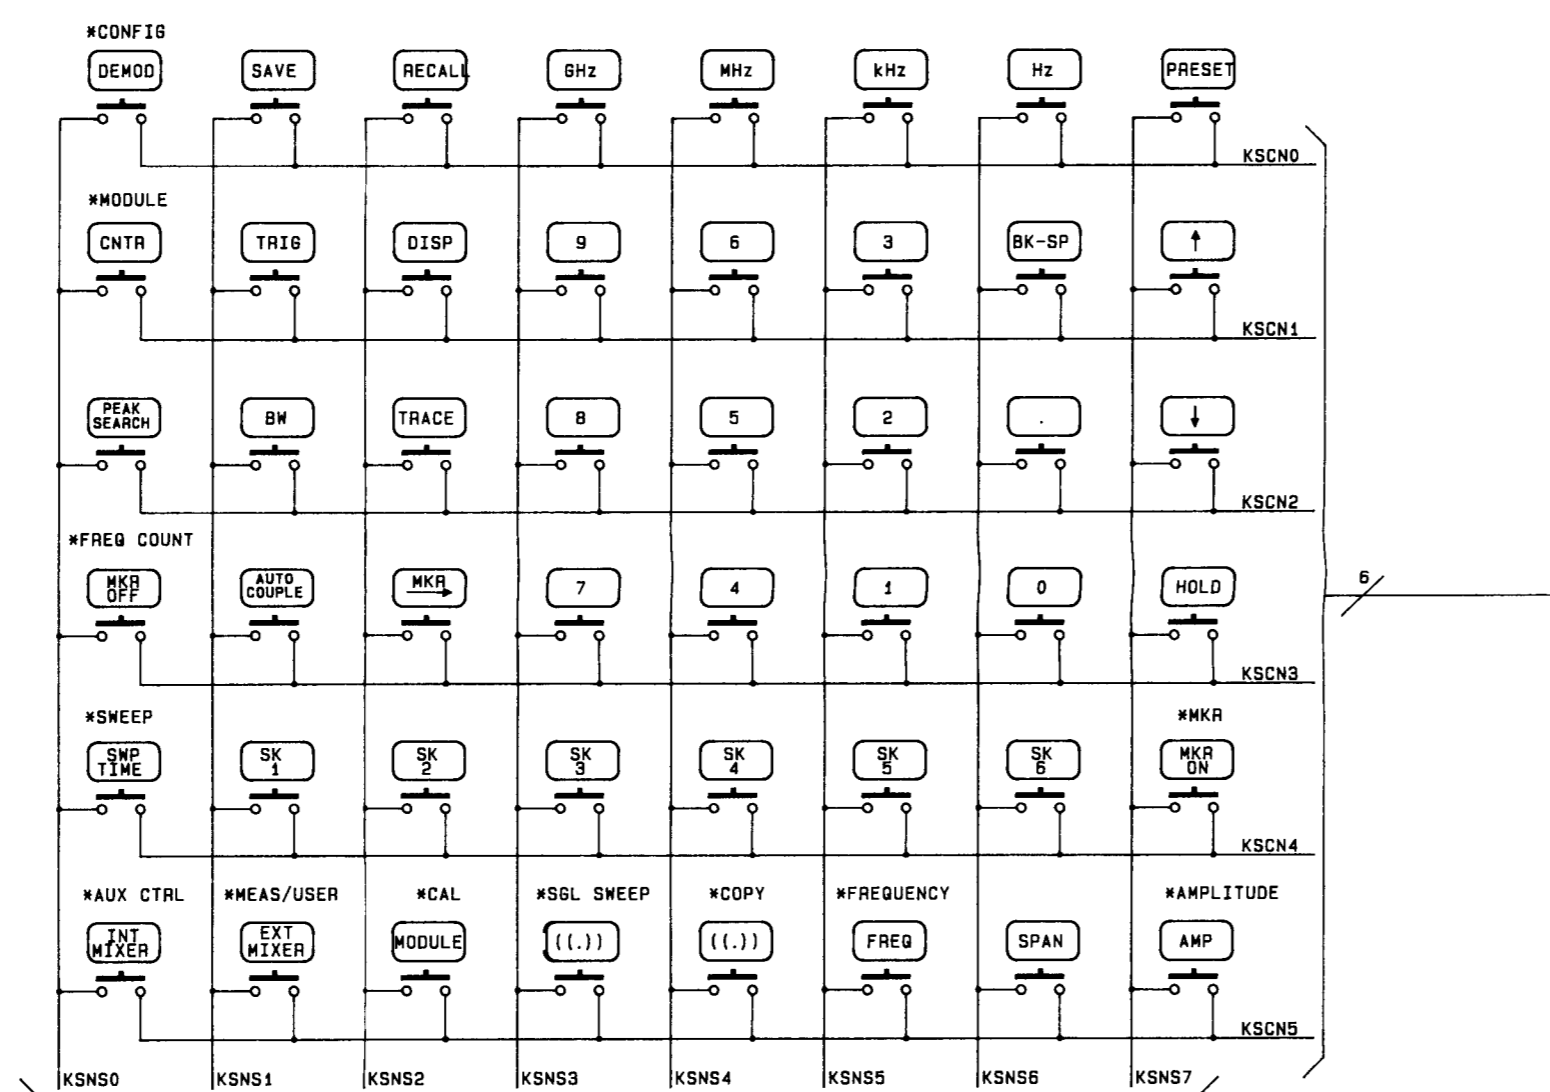 *CONFIG
DEMOD SAVE RECALL GHz MHz kHz Hz PRESET
KSCN0
*MODULE
CNTR TRIG DISP 9 6 3 BK-SP ↑
KSCN1
PEAK SEARCH BW TRACE 8 5 2 . ↓
KSCN2
*FREQ COUNT
MKR OFF AUTO COUPLE MKR → 7 4 1 0 HOLD
6
KSCN3
*SWEEP *MKR
SWP TIME SK 1 SK 2 SK 3 SK 4 SK 5 SK 6 MKR ON
KSCN4
*AUX CTRL *MEAS/USER *CAL *SGL SWEEP *COPY *FREQUENCY *AMPLITUDE
INT MIXER EXT MIXER MODULE ((.)) ((.)) FREQ SPAN AMP
KSCN5
KSNS0 KSNS1 KSNS2 KSNS3 KSNS4 KSNS5 KSNS6 KSNS7